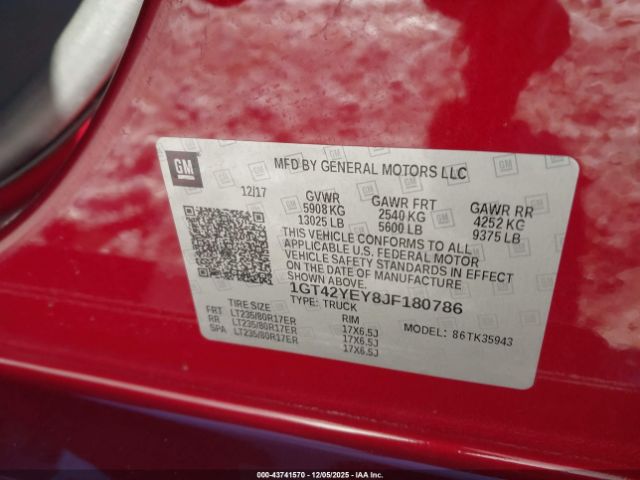 GM
MFD BY GENERAL MOTORS LLC
12/17
GVWR
5908 KG
13025 LB
GAWR FRT
2540 KG
5600 LB
GAWR RR
4252 KG
9375 LB
THIS VEHICLE CONFORMS TO ALL
APPLICABLE U.S. FEDERAL MOTOR
VEHICLE SAFETY STANDARDS IN EFFECT
ON THE DATE OF MANUFACTURE
SHOWN ABOVE.
1GT42YEY8JF180786
TYPE: TRUCK
TIRE SIZE RIM
FRT LT235/80R17ER 17X6.5J
RR LT235/80R17ER 17X6.5J
SPA LT235/80R17ER 17X6.5J
MODEL: 86TK35943
000-43741570 - 12/05/2025 - IAA Inc.